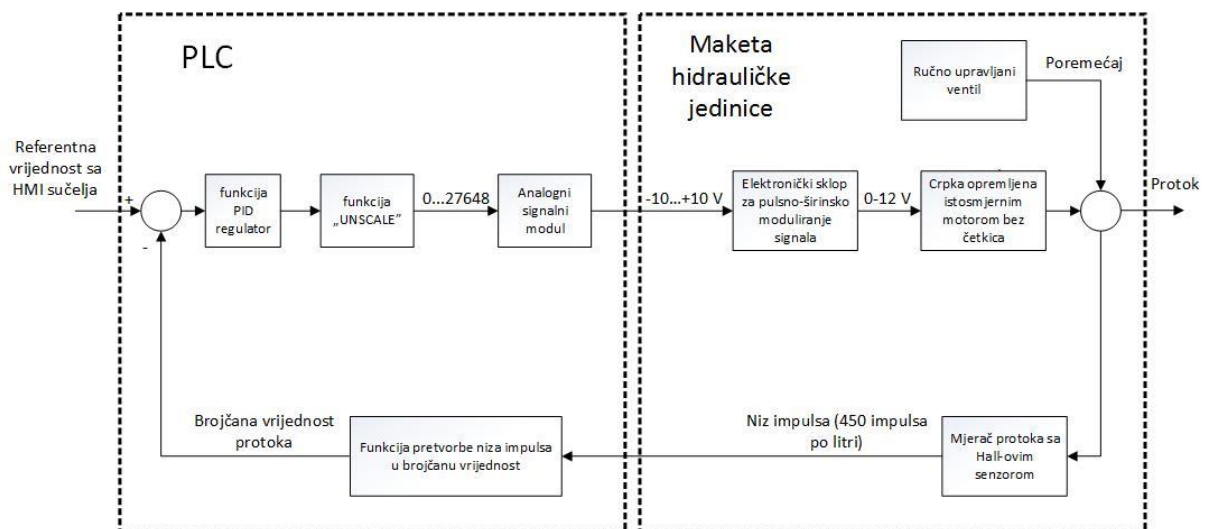 PLC
Maketa
hidrauličke
jedinice
Ručno upravljani
ventil
Poremećaj
Referentna
vrijednost sa
HMI sučelja
+
-
funkcija
PID
regulator
funkcija
„UNSCALE”
0...27648
Analogni
signalni
modul
-10...+10 V
Elektronički sklop
za pulsno-širinsko
moduliranje
signala
0-12 V
Crpka opremljena
istosmjernim
motorom bez
četkica
Protok
Brojčana vrijednost
protoka
Funkcija pretvorbe niza impulsa
u brojčanu vrijednost
Niz impulsa (450 impulsa
po litri)
Mjerač protoka sa
Hall-ovim
senzorom